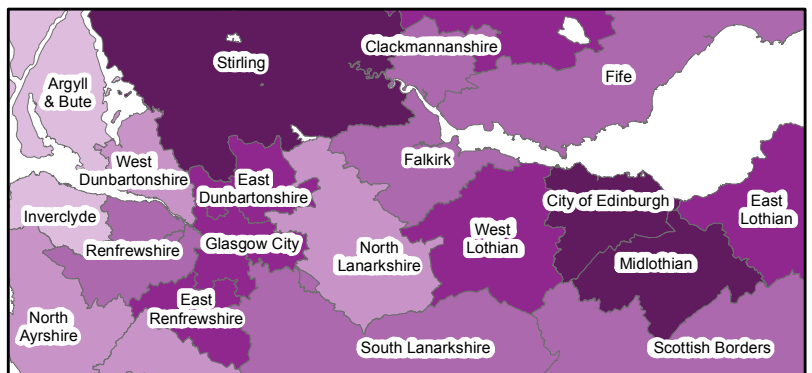 Clackmannanshire
Stirling
Fife
Argyll
& Bute
West
Dunbartonshire
East
Dunbartonshire
Falkirk
City of Edinburgh
East
Lothian
Inverclyde
Renfrewshire
Glasgow City
North
Lanarkshire
West
Lothian
Midlothian
East
Renfrewshire
North
Ayrshire
South Lanarkshire
Scottish Borders